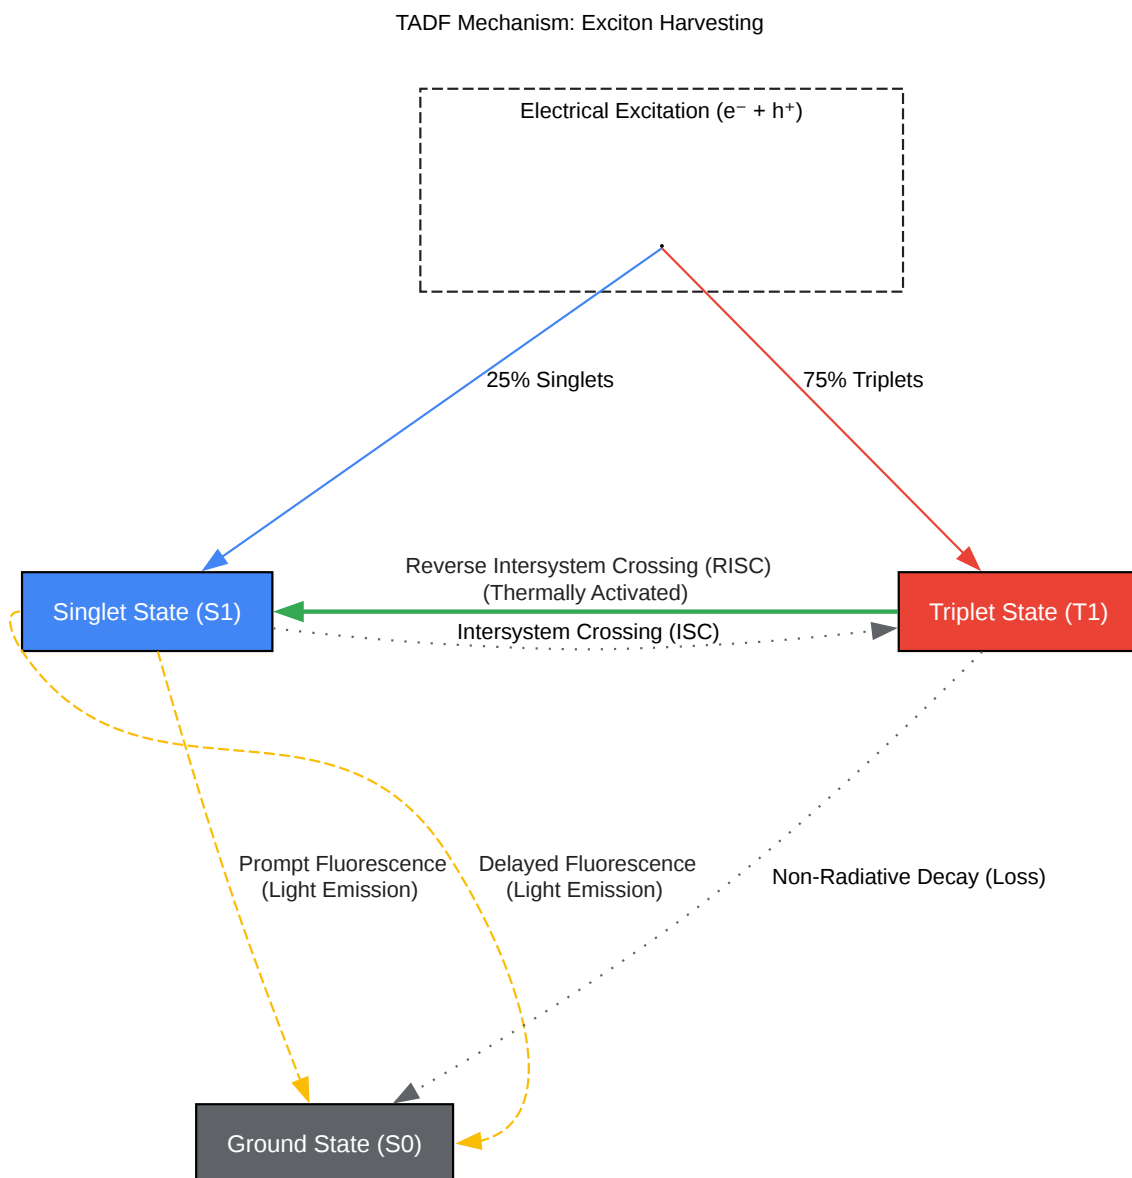 TADF Mechanism: Exciton Harvesting
Electrical Excitation (e⁻ + h⁺)
25% Singlets
75% Triplets
Reverse Intersystem Crossing (RISC)
(Thermally Activated)
Singlet State (S1)
Triplet State (T1)
Intersystem Crossing (ISC)
Prompt Fluorescence
(Light Emission)
Delayed Fluorescence
(Light Emission)
Non-Radiative Decay (Loss)
Ground State (S0)